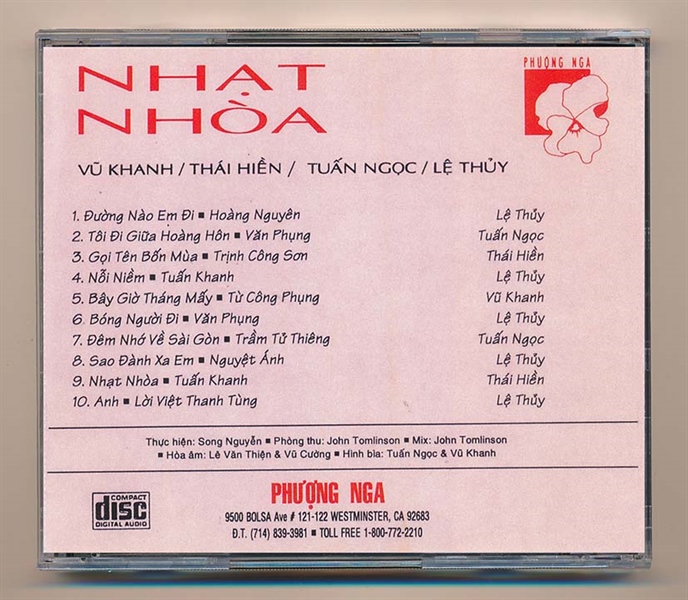 NHẠT
NHÒA
PHƯỢNG NGA
VŨ KHANH / THÁI HIỀN / TUẤN NGỌC / LỆ THỦY
1. Đường Nào Em Đi ■ Hoàng Nguyên Lệ Thủy
2. Tôi Đi Giữa Hoàng Hôn ■ Văn Phụng Tuấn Ngọc
3. Gọi Tên Bốn Mùa ■ Trịnh Công Sơn Thái Hiền
4. Nỗi Niềm ■ Tuấn Khanh Lệ Thủy
5. Bây Giờ Tháng Mấy ■ Từ Công Phụng Vũ Khanh
6. Bóng Người Đi ■ Văn Phụng Lệ Thủy
7. Đêm Nhớ Về Sài Gòn ■ Trầm Tử Thiêng Tuấn Ngọc
8. Sao Đành Xa Em ■ Nguyệt Ánh Lệ Thủy
9. Nhạt Nhòa ■ Tuấn Khanh Thái Hiền
10. Anh ■ Lời Việt Thanh Tùng Lệ Thủy
Thực hiện: Song Nguyễn ■ Phòng thu: John Tomlinson ■ Mix: John Tomlinson
■ Hòa âm: Lê Văn Thiện & Vũ Cường ■ Hình bìa: Tuấn Ngọc & Vũ Khanh
COMPACT
disc
DIGITAL AUDIO
PHƯỢNG NGA
9500 BOLSA Ave # 121-122 WESTMINSTER, CA 92683
Đ.T. (714) 839-3981 ■ TOLL FREE 1-800-772-2210